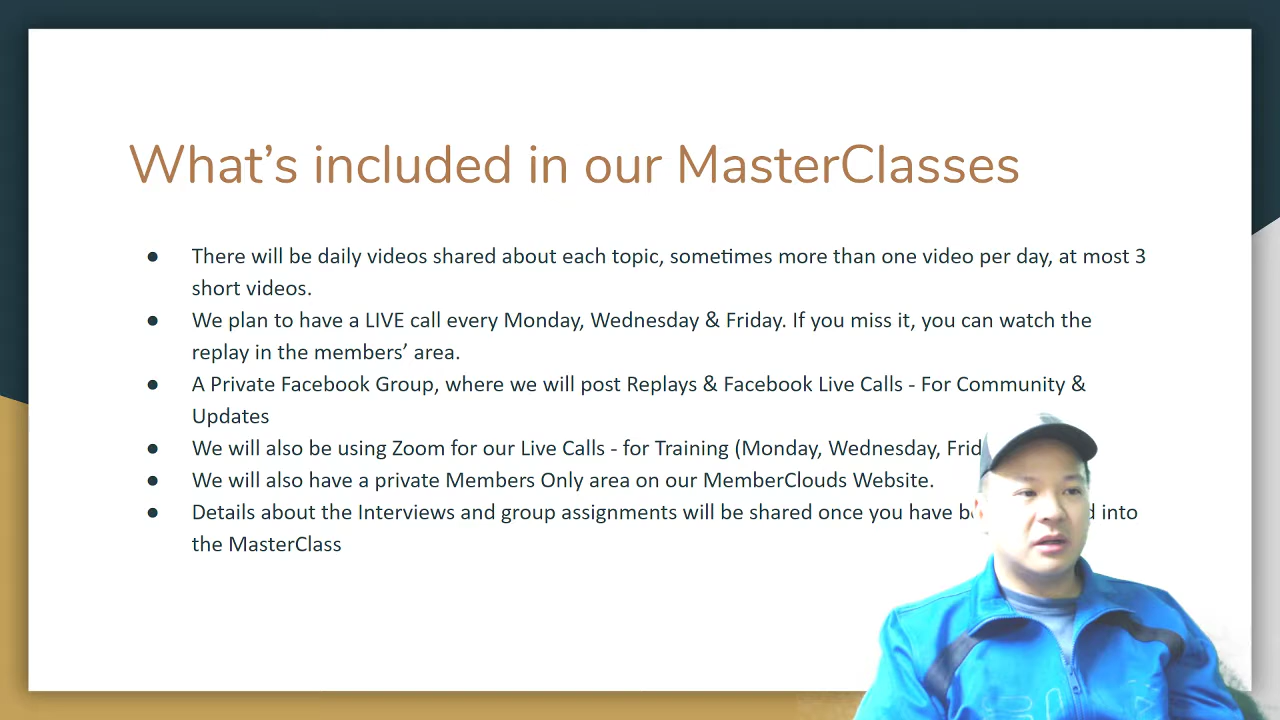 What's included in our MasterClasses
● There will be daily videos shared about each topic, sometimes more than one video per day, at most 3
short videos.
● We plan to have a LIVE call every Monday, Wednesday & Friday. If you miss it, you can watch the
replay in the members' area.
● A Private Facebook Group, where we will post Replays & Facebook Live Calls - For Community &
Updates
● We will also be using Zoom for our Live Calls - for Training (Monday, Wednesday,
● We will also have a private Members Only area on our MemberClouds Website.
● Details about the Interviews and group assignments will be shared once you have into
the MasterClass